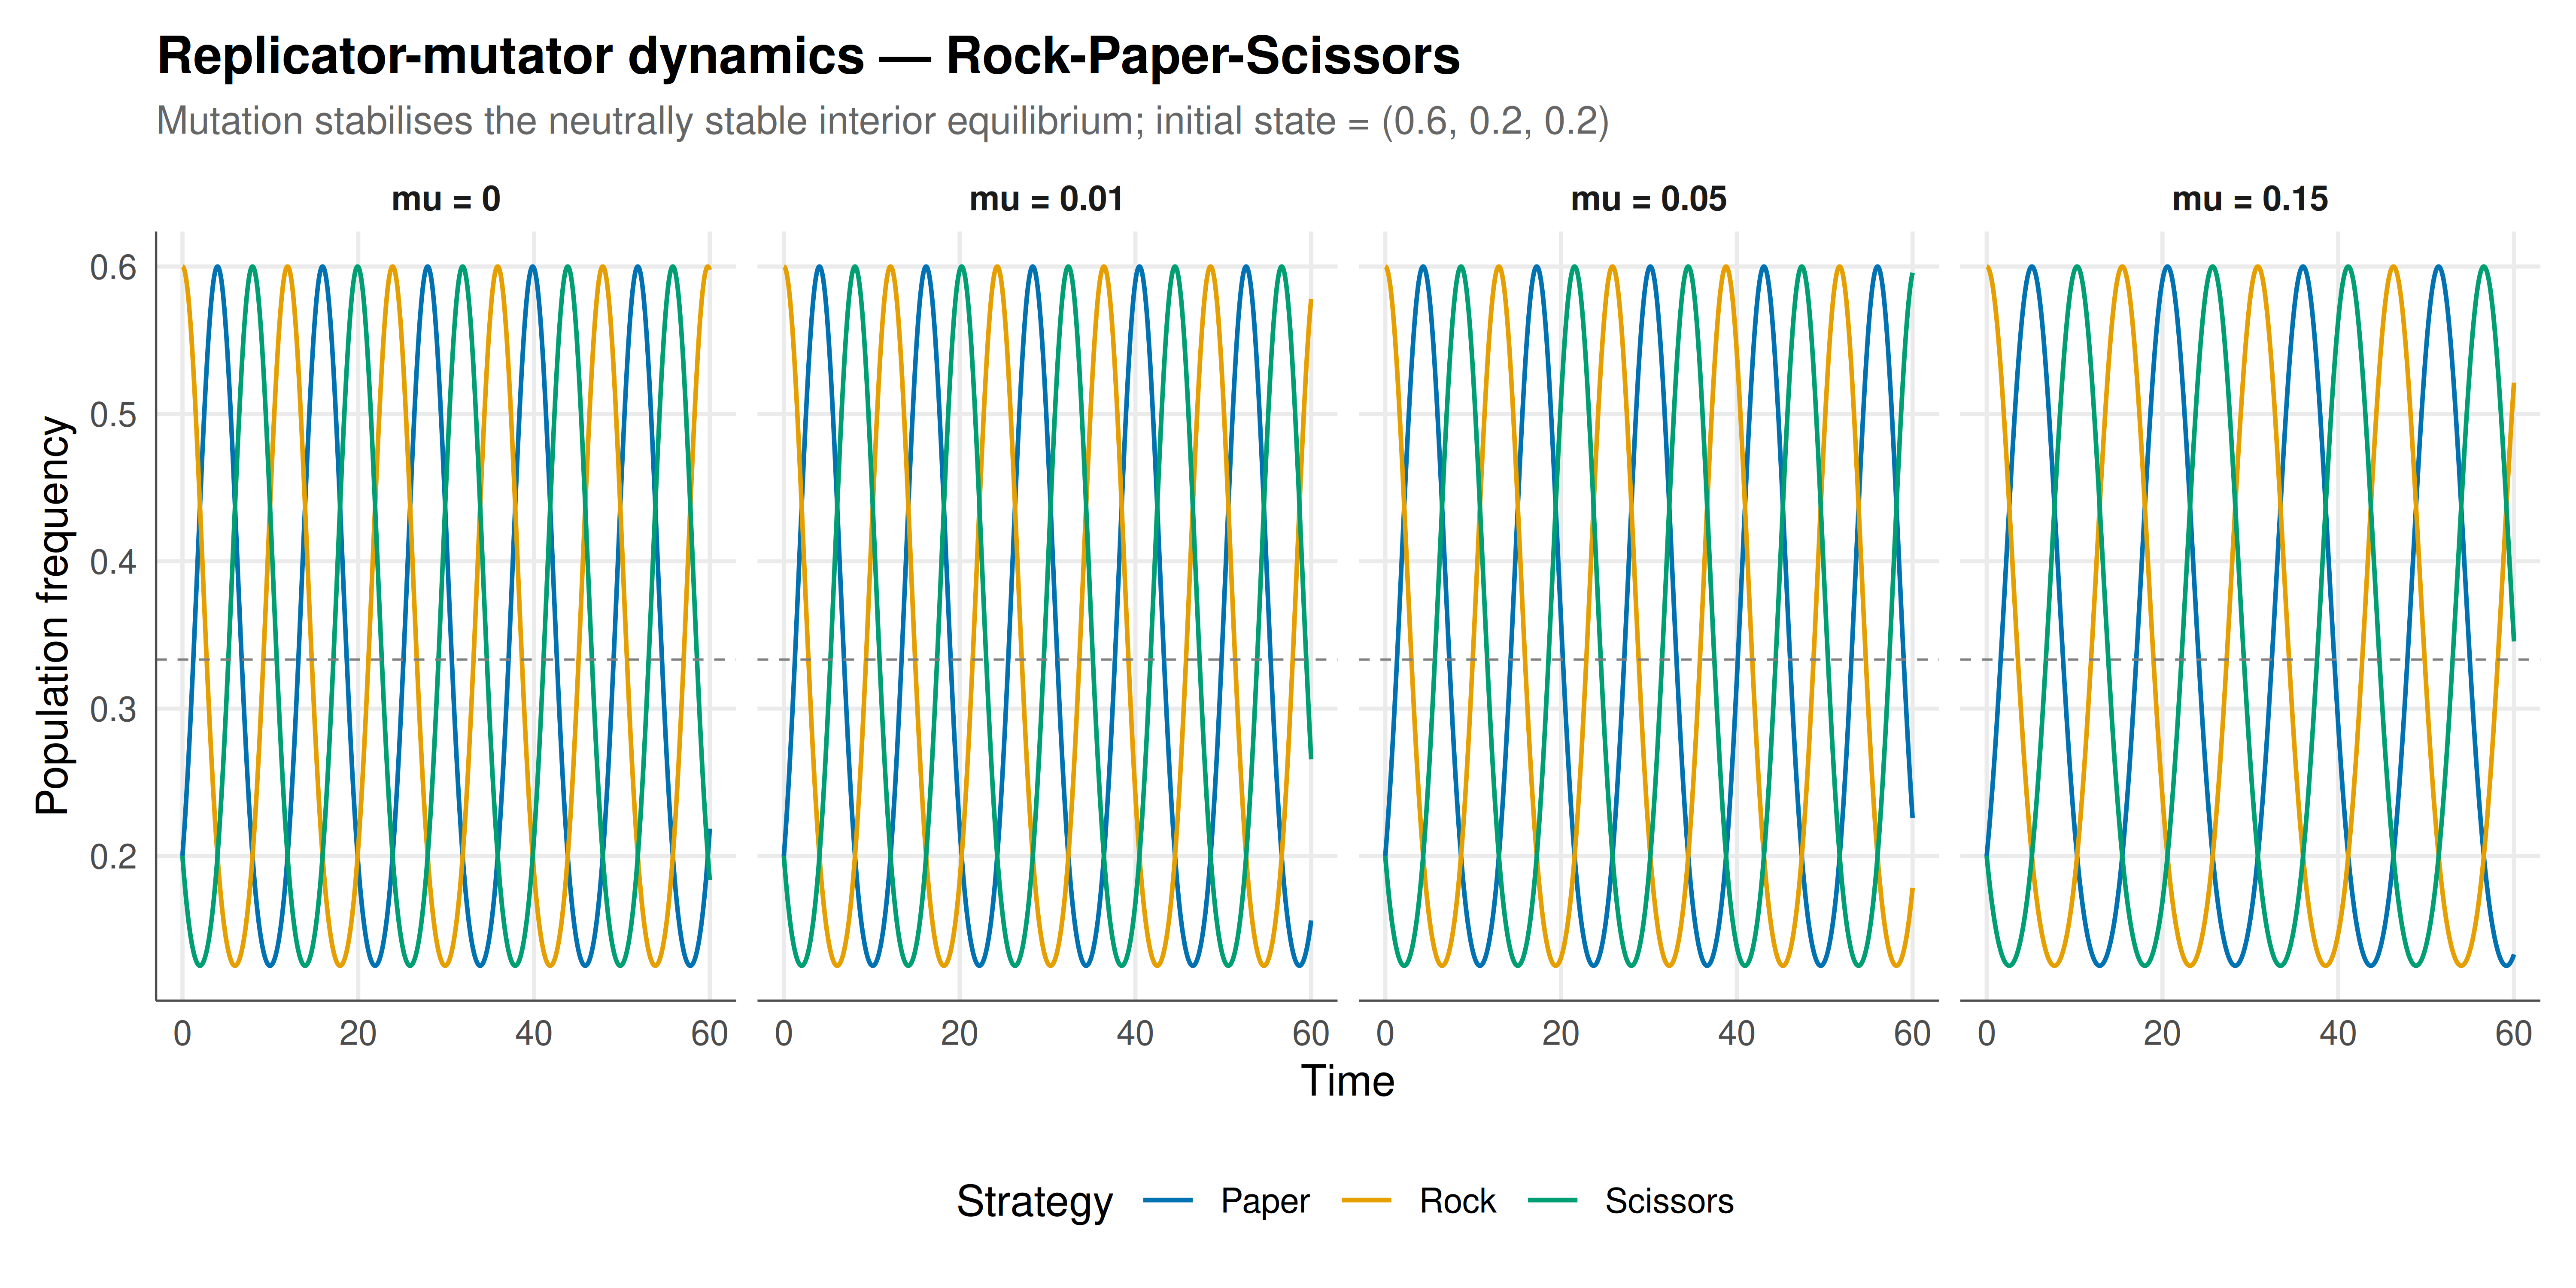 Replicator-mutator dynamics — Rock-Paper-Scissors
Mutation stabilises the neutrally stable interior equilibrium; initial state = (0.6, 0.2, 0.2)
mu = 0 mu = 0.01 mu = 0.05 mu = 0.15
Population frequency
0.6
0.5
0.4
0.3
0.2
0 20 40 60 0 20 40 60 0 20 40 60 0 20 40 60
Time
Strategy Paper Rock Scissors